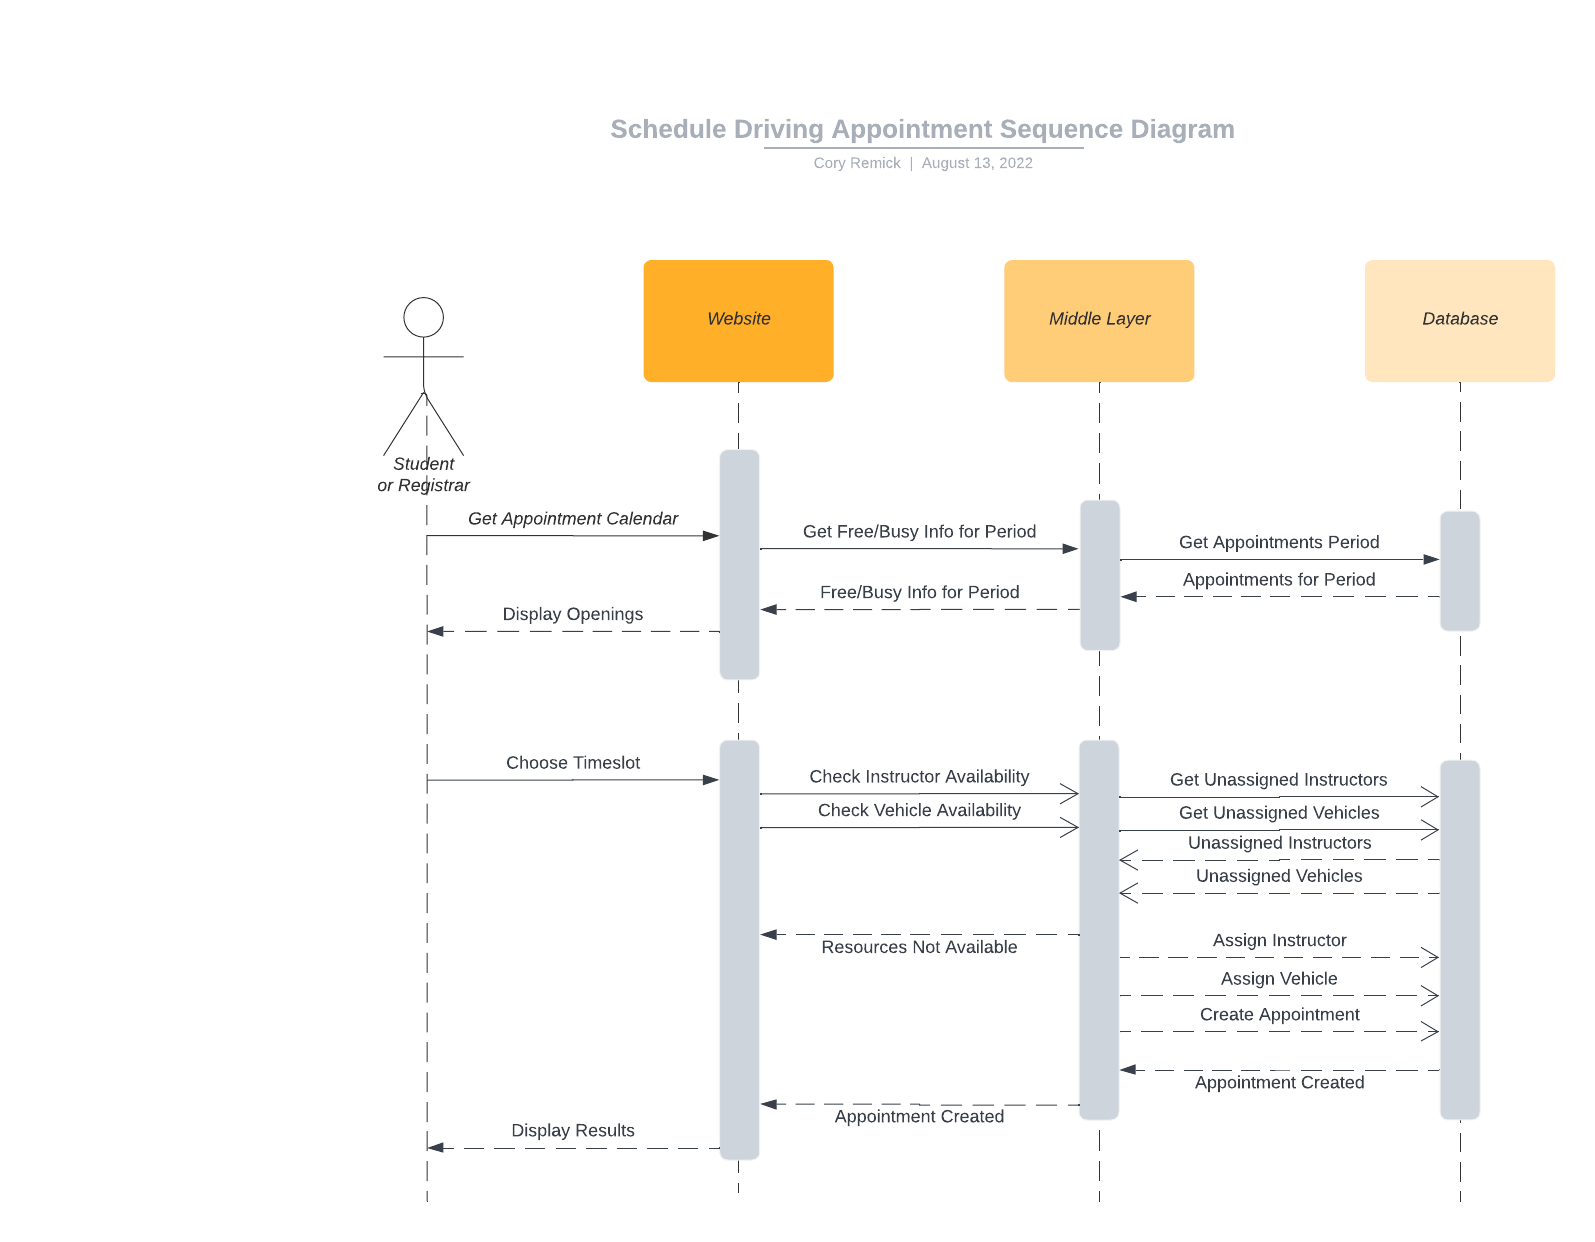 Schedule Driving Appointment Sequence Diagram
Cory Remick | August 13, 2022
Website
Middle Layer
Database
Student
or Registrar
Get Appointment Calendar
Get Free/Busy Info for Period
Get Appointments Period
Appointments for Period
Free/Busy Info for Period
Display Openings
Choose Timeslot
Check Instructor Availability
Get Unassigned Instructors
Check Vehicle Availability
Get Unassigned Vehicles
Unassigned Instructors
Unassigned Vehicles
Resources Not Available
Assign Instructor
Assign Vehicle
Create Appointment
Appointment Created
Appointment Created
Display Results